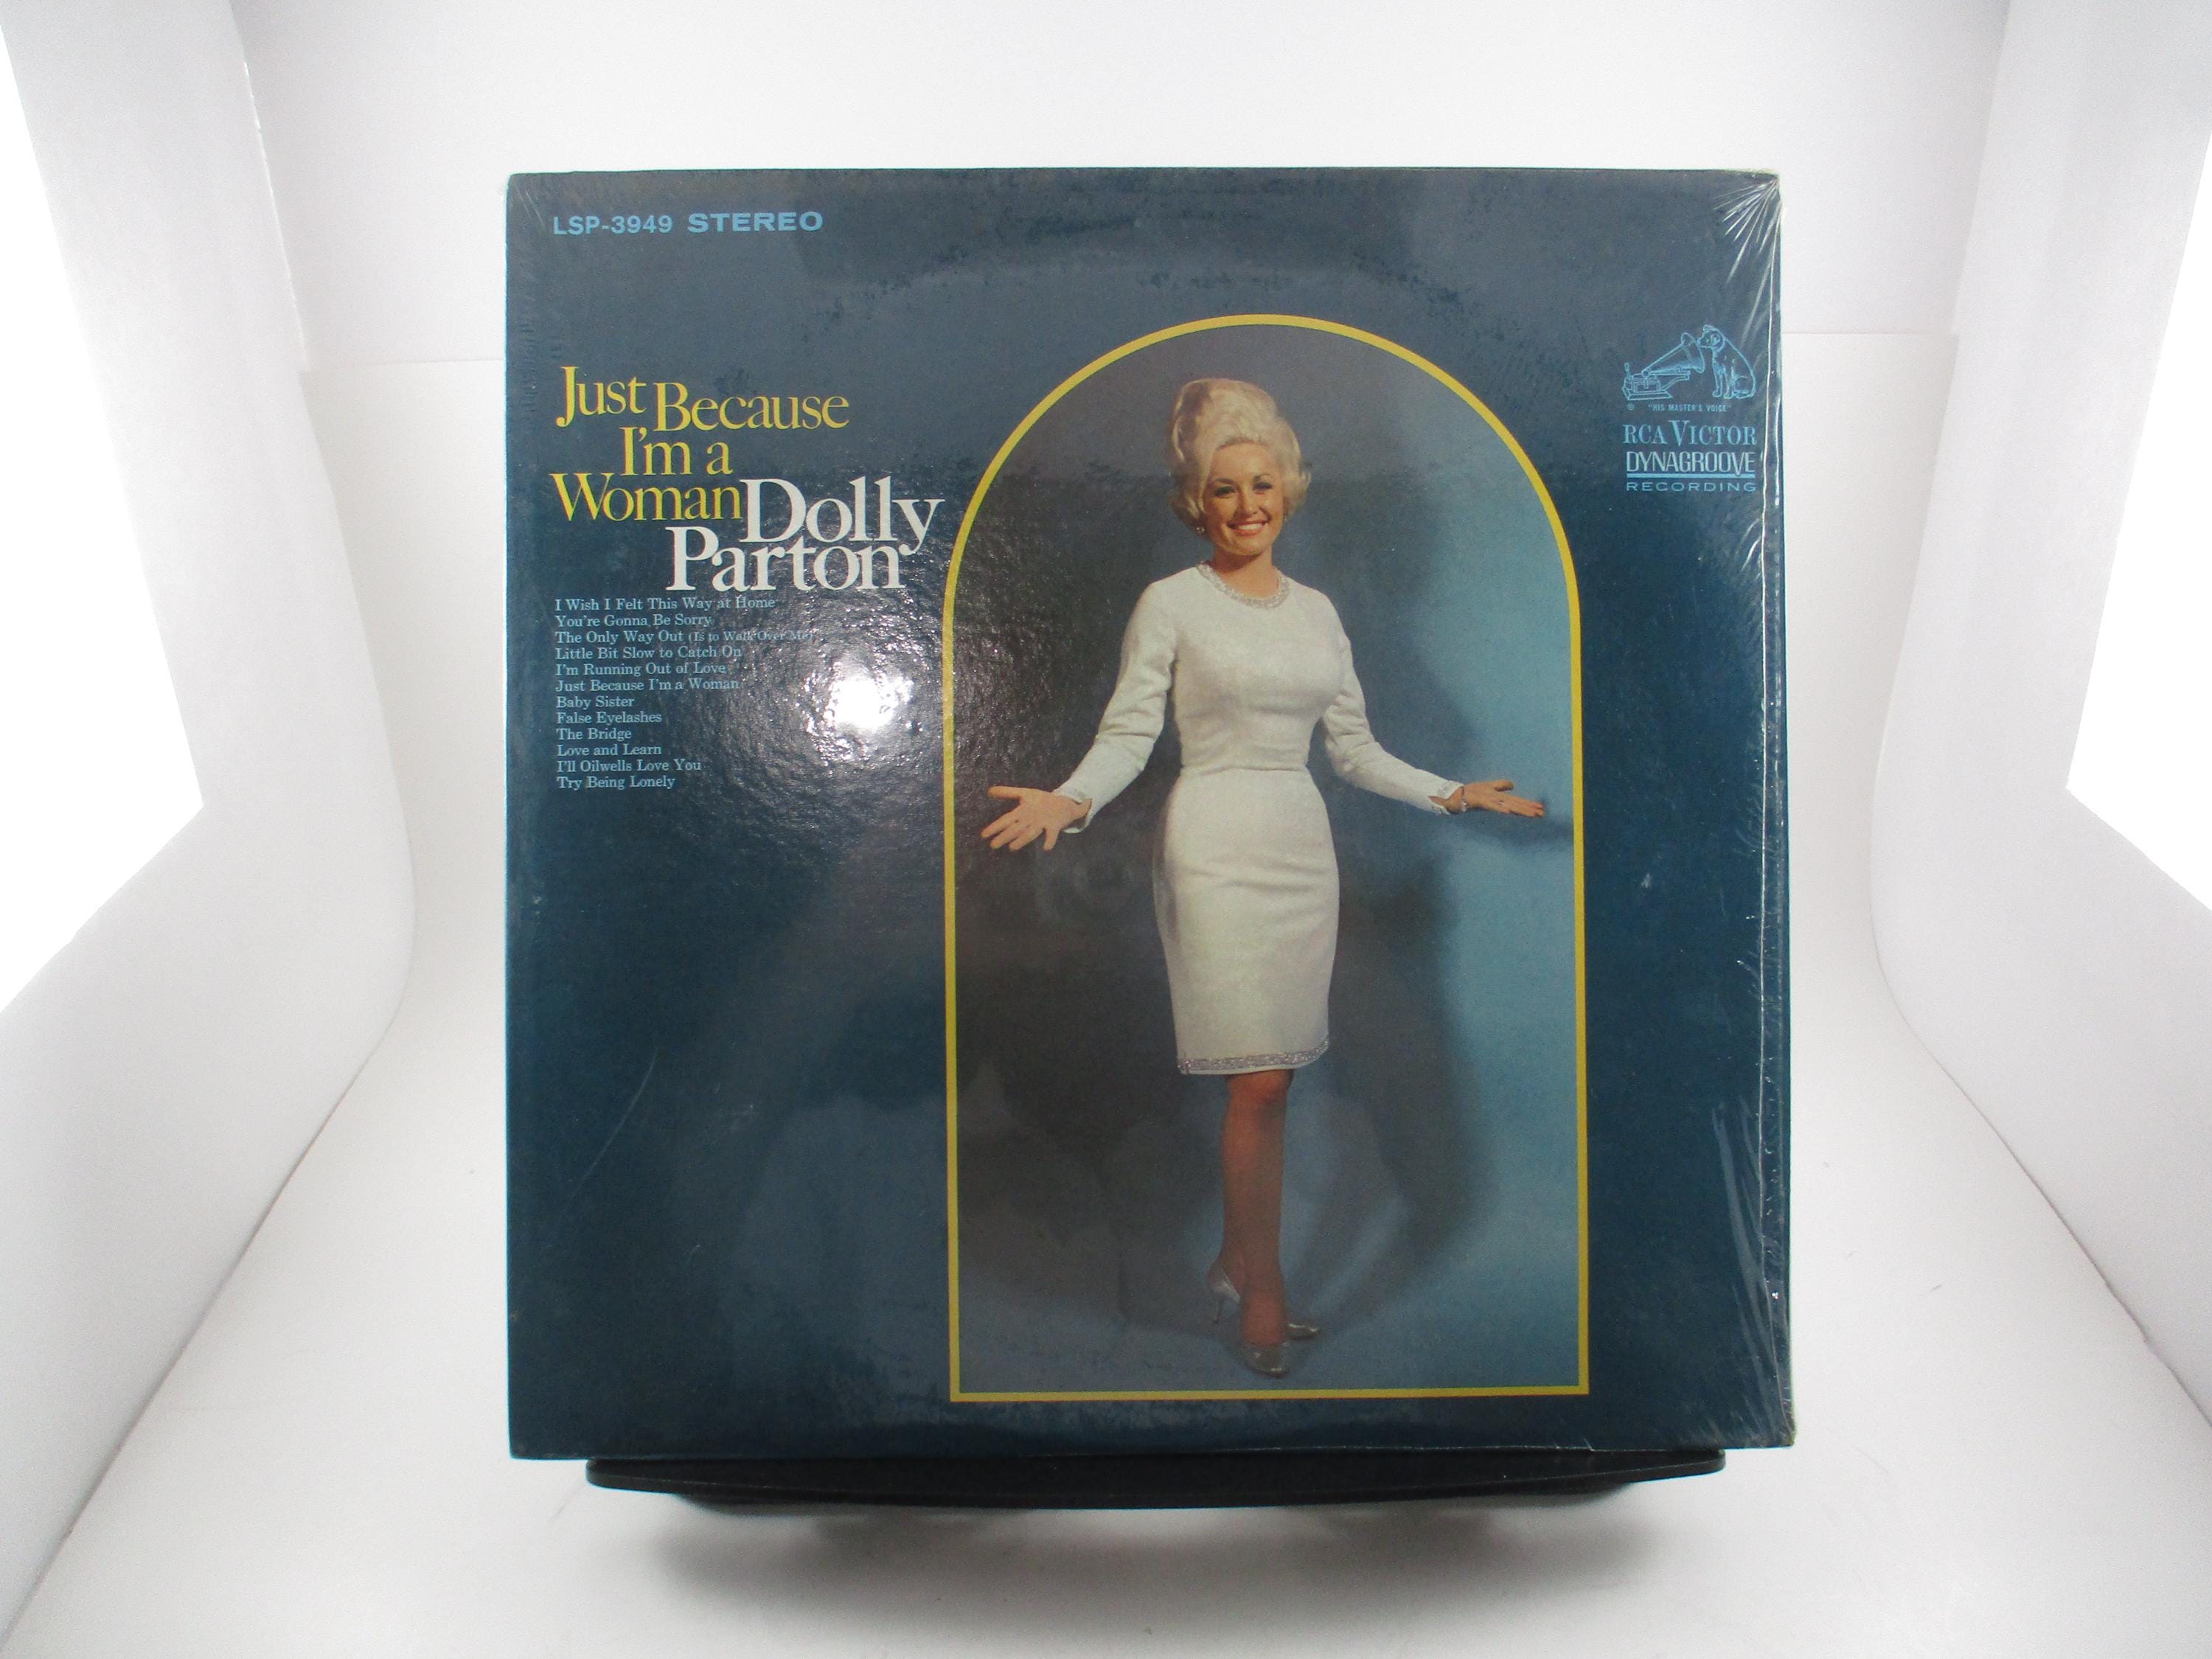 LSP-3949 STEREO
Just Because
I'm a
Woman Dolly
Parton
I Wish I Felt This Way at Home
You're Gonna Be Sorry
The Only Way Out (Is to Walk Over Me)
Little Bit Slow to Catch On
I'm Running Out of Love
Just Because I'm a Woman
Baby Sister
False Eyelashes
The Bridge
Love and Learn
I'll Oilwells Love You
Try Being Lonely
® "HIS MASTER'S VOICE"
RCA VICTOR
DYNAGROOVE
RECORDING